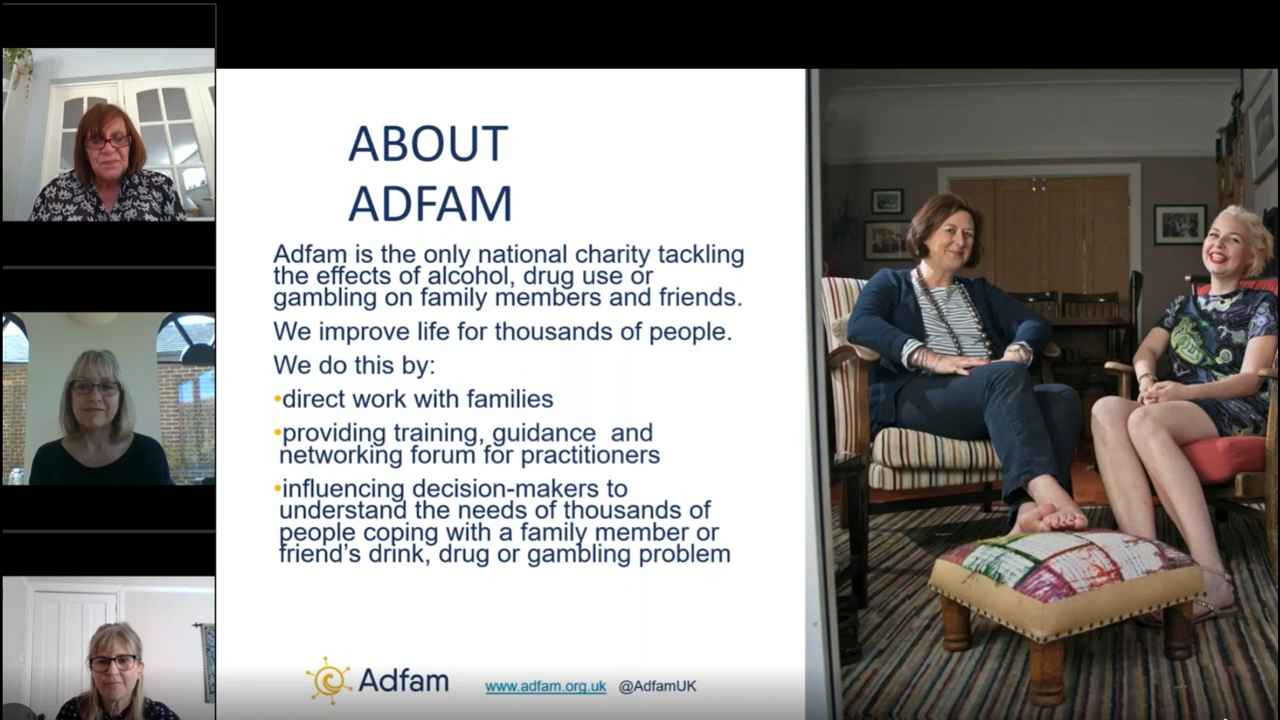 ABOUT
ADFAM
Adfam is the only national charity tackling
the effects of alcohol, drug use or
gambling on family members and friends.
We improve life for thousands of people.
We do this by:
•direct work with families
•providing training, guidance and
networking forum for practitioners
•influencing decision-makers to
understand the needs of thousands of
people coping with a family member or
friend's drink, drug or gambling problem
Adfam www.adfam.org.uk @AdfamUK